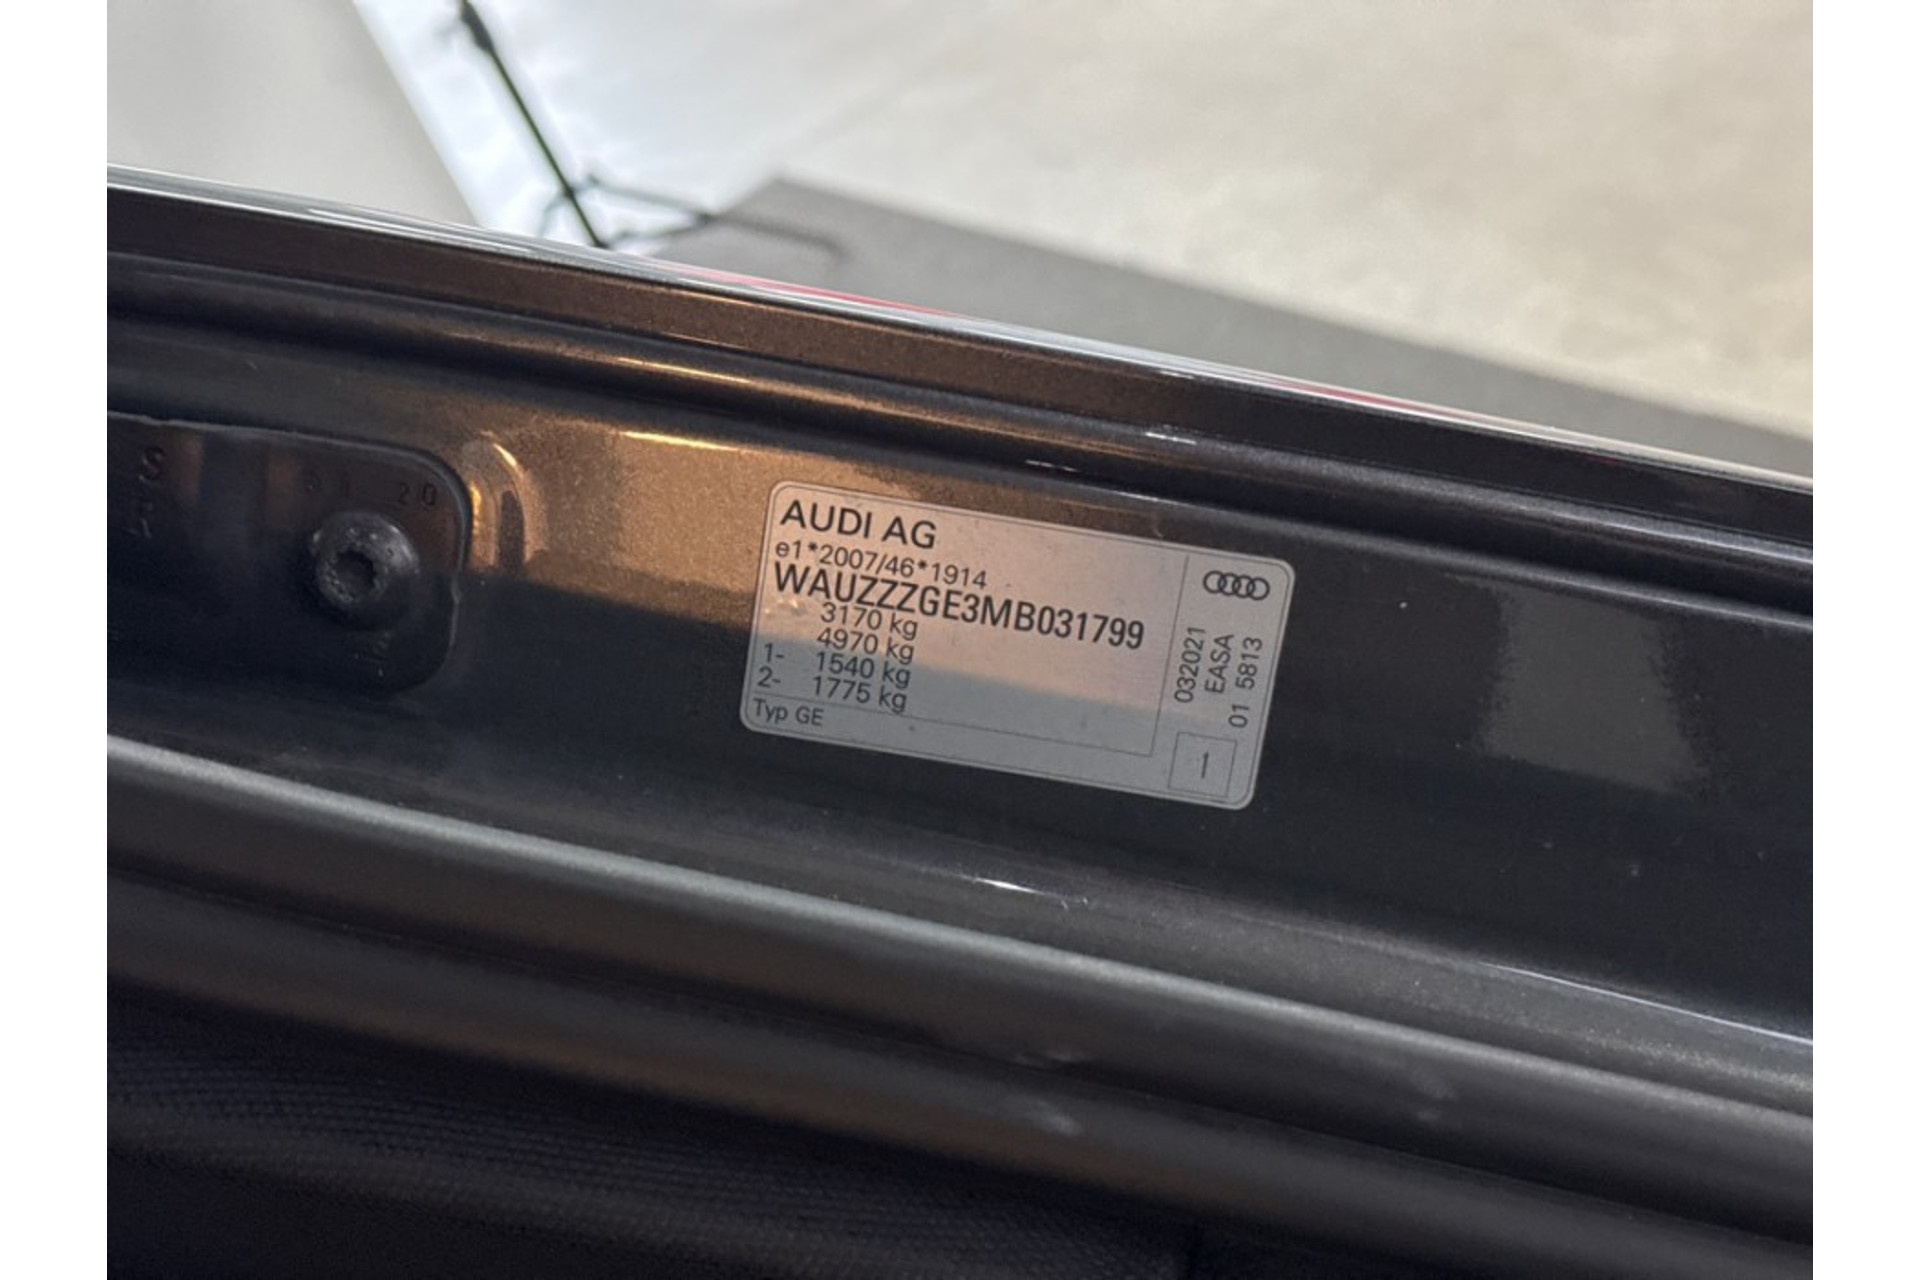 AUDI AG
e1*2007/46*1914
WAUZZZGE3MB031799
3170 kg
4970 kg
1- 1540 kg
2- 1775 kg
Typ GE
032021
EASA
01 5813
1
S
20